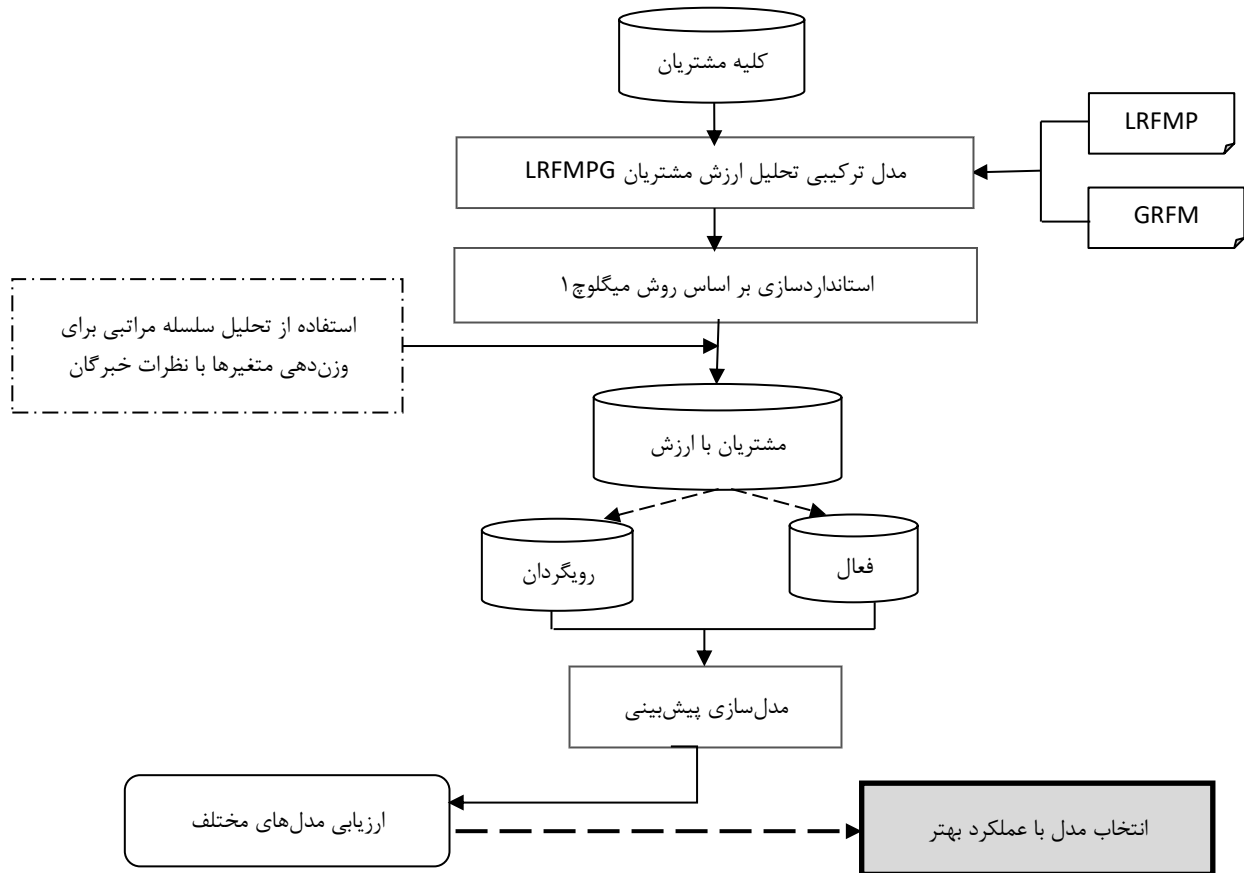 کلیه مشتریان
LRFMP
مدل ترکیبی تحلیل ارزش مشتریان LRFMPG
GRFM
استانداردسازی بر اساس روش میگلوچ۱
استفاده از تحلیل سلسله مراتبی برای
وزن‌دهی متغیرها با نظرات خبرگان
مشتریان با ارزش
فعال
رویگردان
مدل‌سازی پیش‌بینی
ارزیابی مدل‌های مختلف
انتخاب مدل با عملکرد بهتر